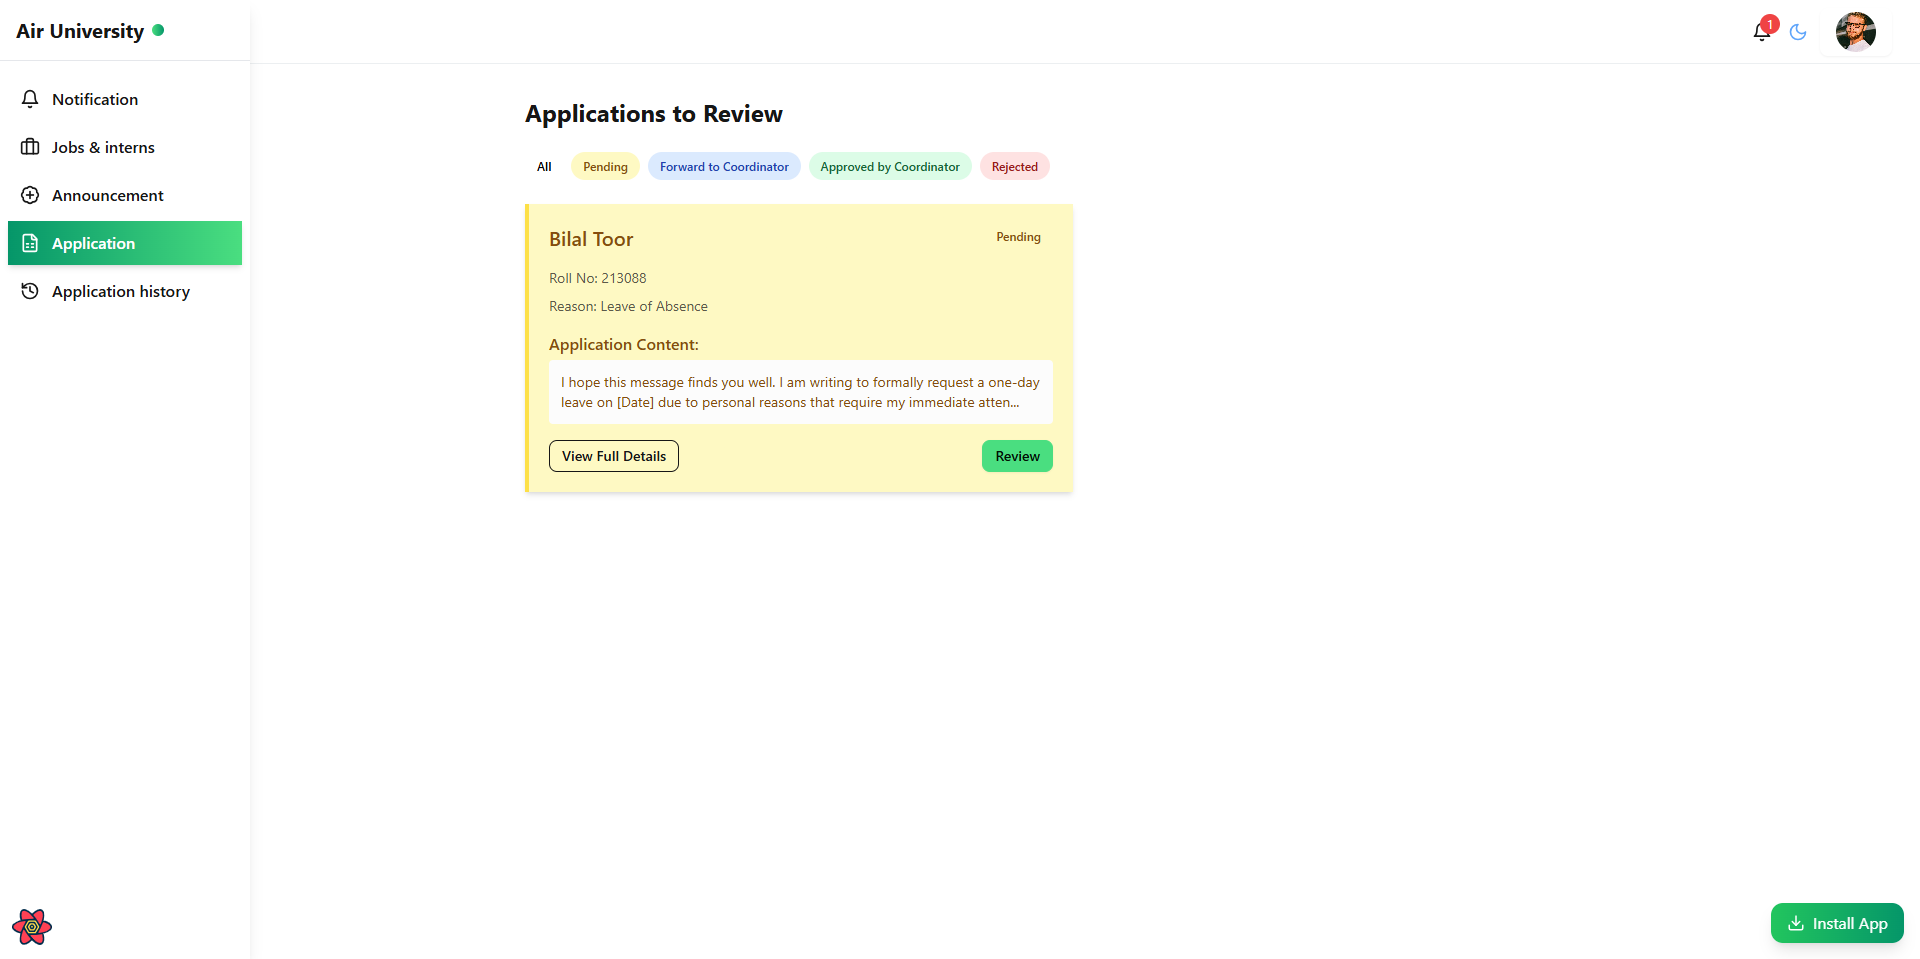 Air University
1
Notification
Jobs & interns
Announcement
Application
Application history
Applications to Review
All
Pending
Forward to Coordinator
Approved by Coordinator
Rejected
Bilal Toor
Pending
Roll No: 213088
Reason: Leave of Absence
Application Content:
I hope this message finds you well. I am writing to formally request a one-day
leave on [Date] due to personal reasons that require my immediate atten...
View Full Details
Review
Install App